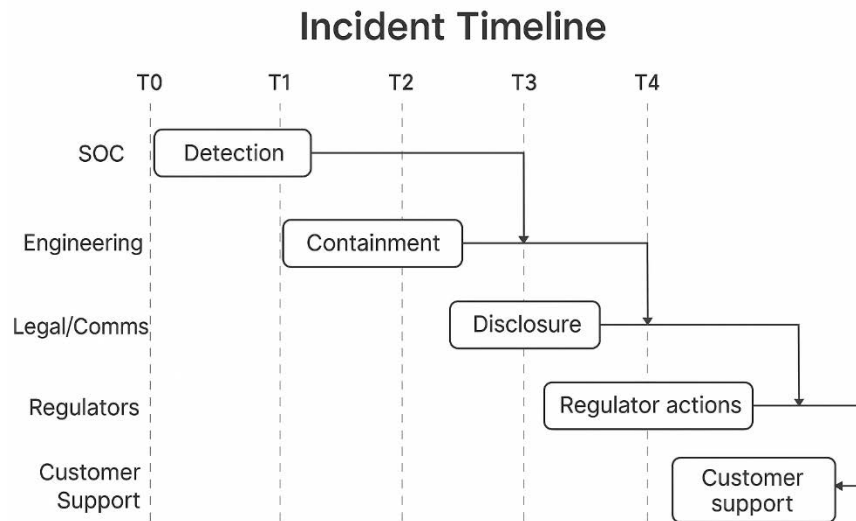 Incident Timeline
T0 T1 T2 T3 T4
SOC Detection
Engineering Containment
Legal/Comms Disclosure
Regulators Regulator actions
Customer
Support
Customer
support